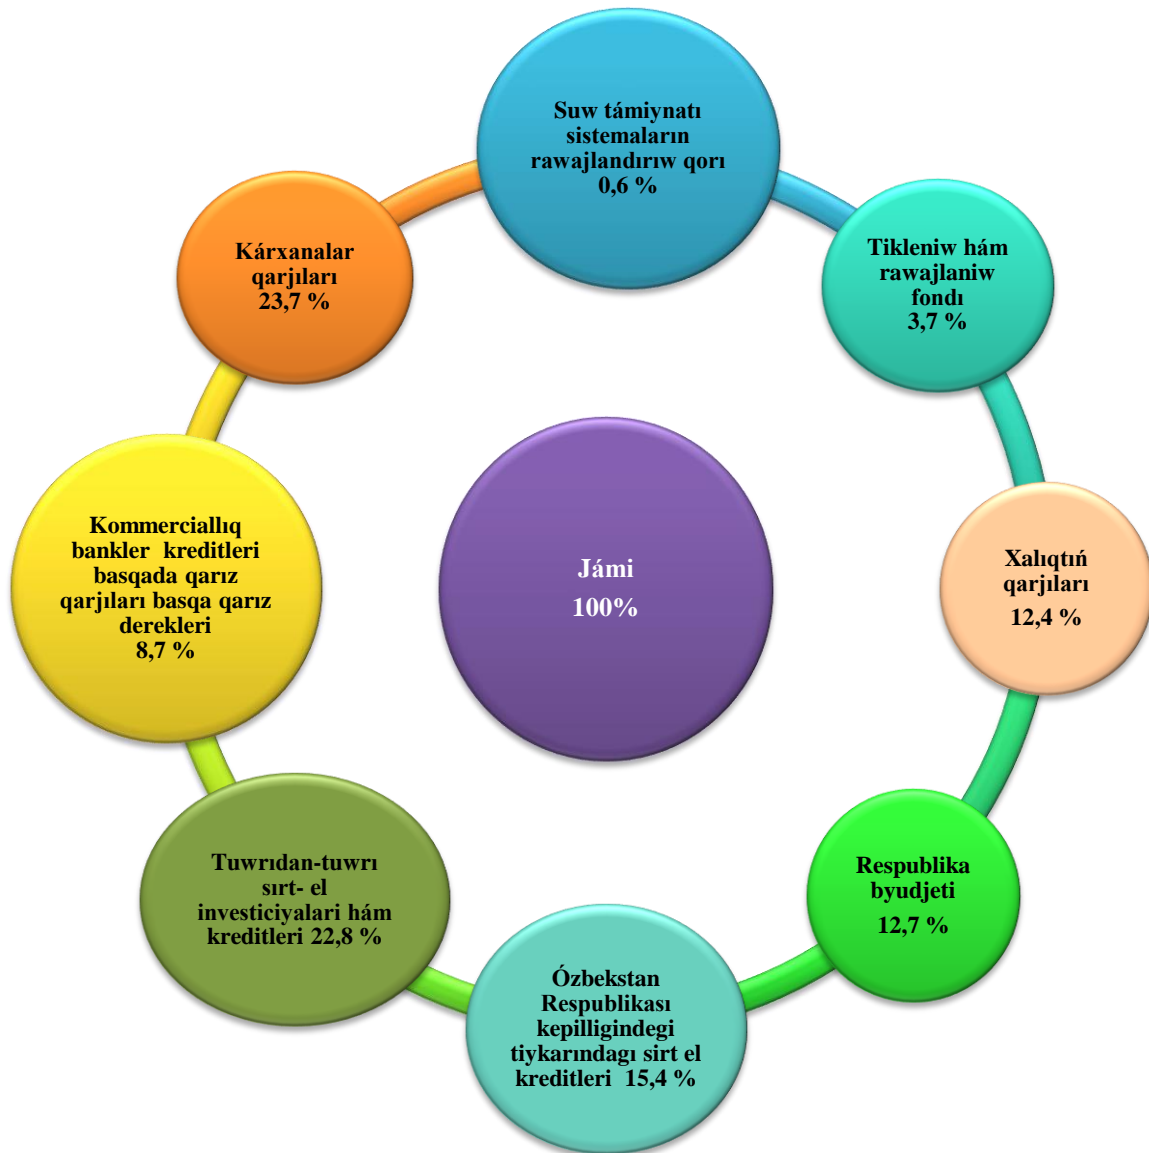 Suw támiynatı
sistemaların
rawajlandırıw qorı
0,6 %
Tikleniw hám
rawajlaniw
fondı
3,7 %
Xalıqtıń
qarjıları
12,4 %
Respublika
byudjeti
12,7 %
Ózbekstan
Respublikası
kepilligindegi
tiykarındagı sirt el
kreditleri 15,4 %
Tuwrıdan-tuwrı
sırt- el
investiciyalari hám
kreditleri 22,8 %
Kommerciallıq
bankler kreditleri
basqada qarız
qarjıları basqa qarız
derekleri
8,7 %
Kárxanalar
qarjıları
23,7 %
Jámi
100%